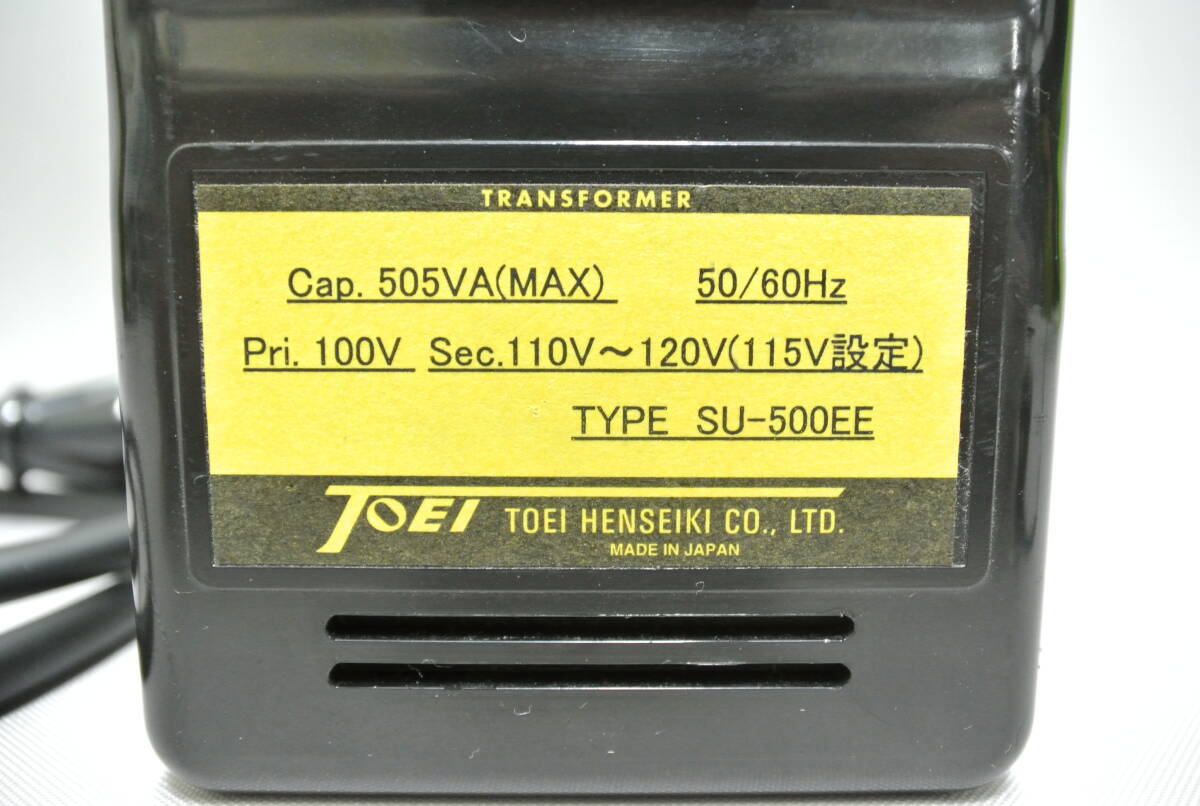 TRANSFORMER
Cap. 505VA(MAX) 50/60Hz
Pri. 100V Sec.110V～120V(115V設定)
TYPE SU-500EE
TOEI TOEI HENSEIKI CO., LTD.
MADE IN JAPAN